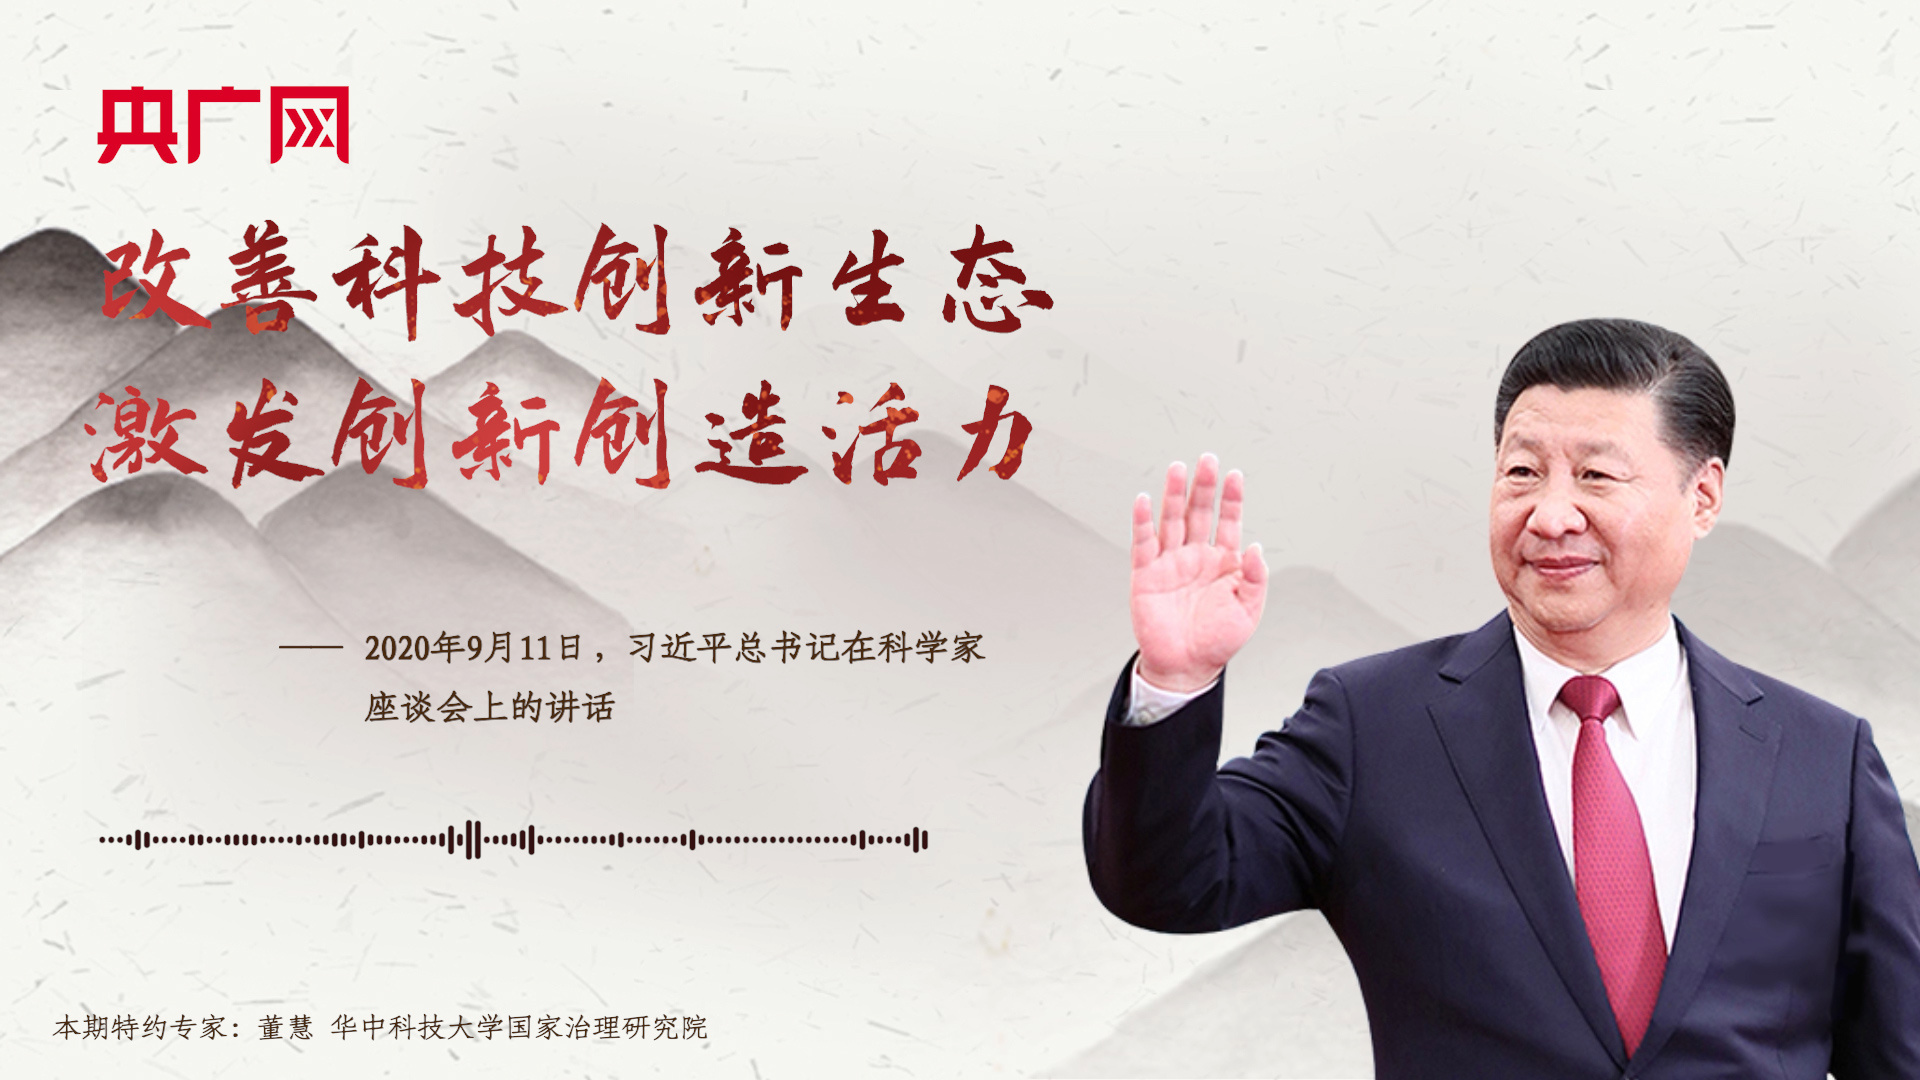 央广网
改善科技创新生态
激发创新创造活力
—— 2020年9月11日，习近平总书记在科学家
座谈会上的讲话
本期特约专家：董慧 华中科技大学国家治理研究院